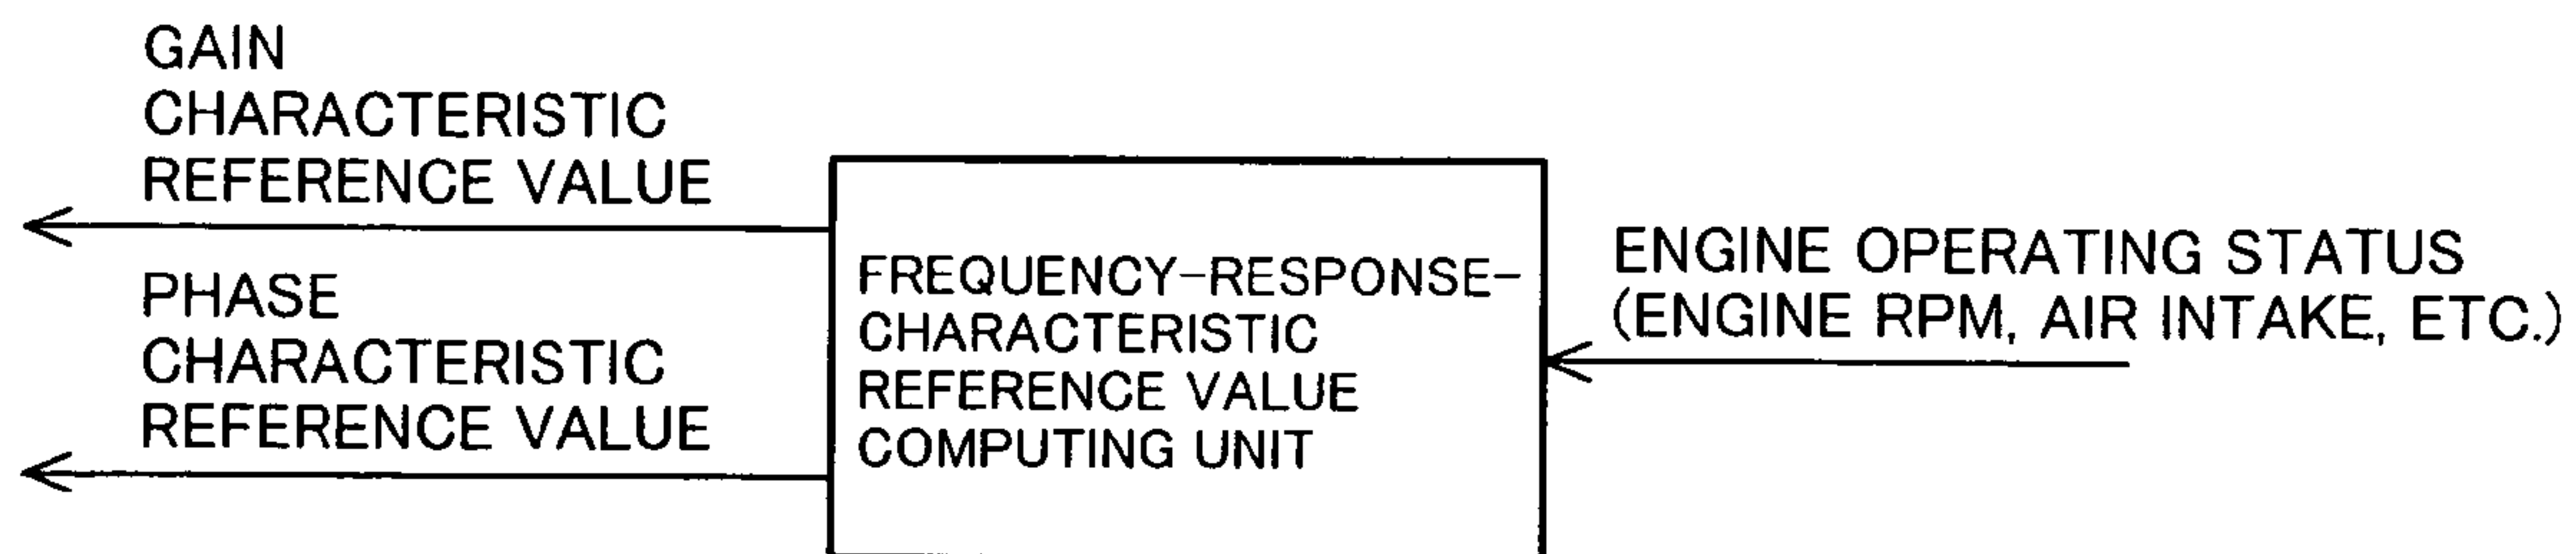 GAIN
CHARACTERISTIC
REFERENCE VALUE
PHASE
CHARACTERISTIC
REFERENCE VALUE
FREQUENCY-RESPONSE-
CHARACTERISTIC
REFERENCE VALUE
COMPUTING UNIT
ENGINE OPERATING STATUS
(ENGINE RPM, AIR INTAKE, ETC.)